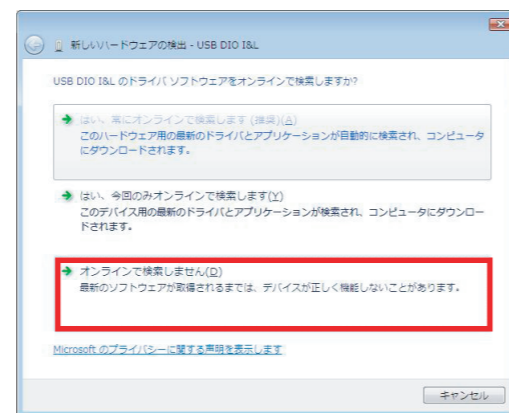 新しいハードウェアの検出 - USB DIO I&L
USB DIO I&L のドライバ ソフトウェアをオンラインで検索しますか?
はい、常にオンラインで検索します (推奨)(A)
このハードウェア用の最新のドライバとアプリケーションが自動的に検索され、コンピュータ
にダウンロードされます。
はい、今回のみオンラインで検索します(Y)
このデバイス用の最新のドライバとアプリケーションが検索され、コンピュータにダウンロー
ドされます。
オンラインで検索しません(D)
最新のソフトウェアが取得されるまでは、デバイスが正しく機能しないことがあります。
Microsoft のプライバシーに関する声明を表示します
キャンセル